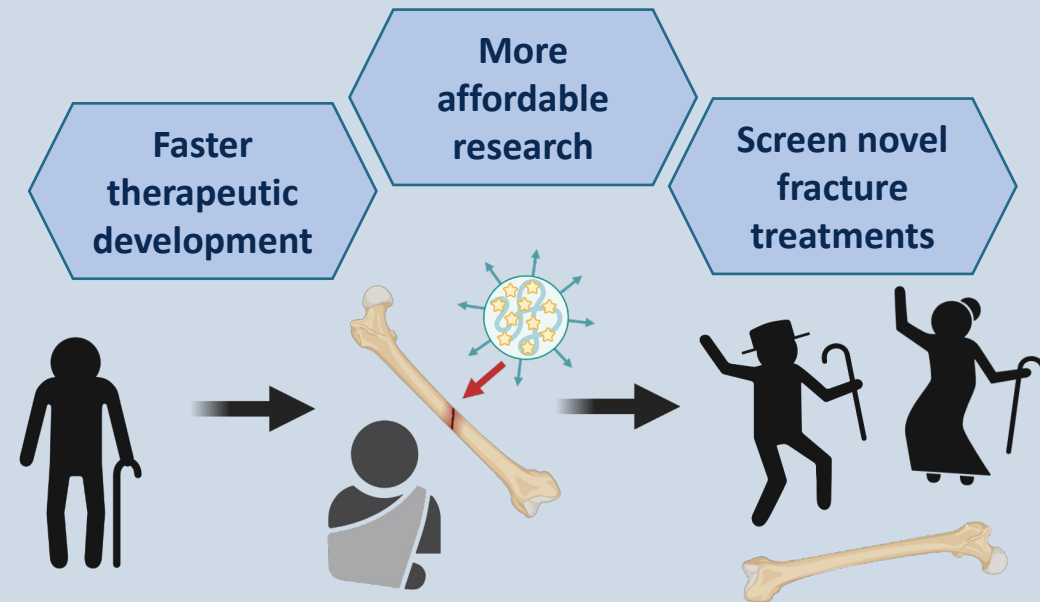 Faster
therapeutic
development
More
affordable
research
Screen novel
fracture
treatments